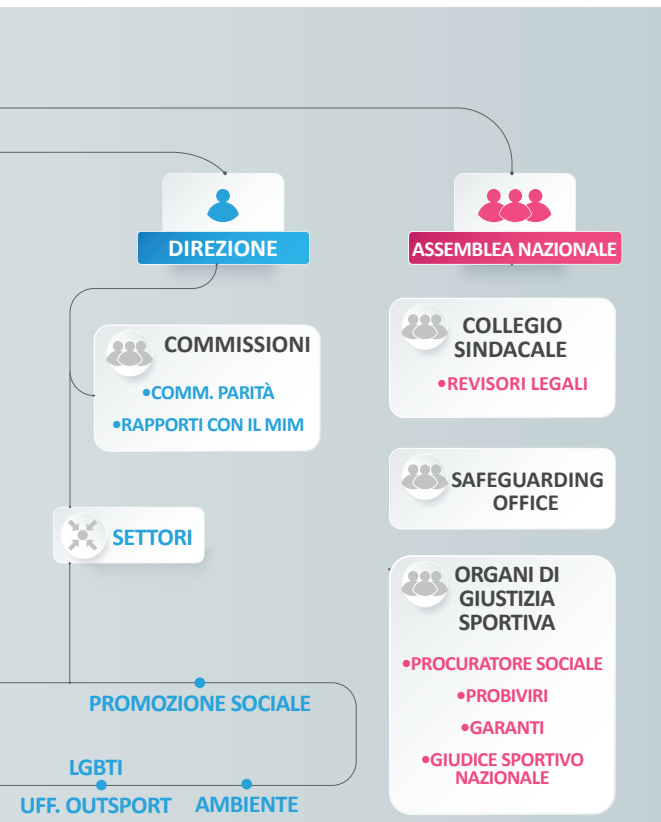 DIREZIONE
COMMISSIONI
•COMM. PARITÀ
•RAPPORTI CON IL MIM
SETTORI
PROMOZIONE SOCIALE
LGBTI
UFF. OUTSPORT
AMBIENTE
ASSEMBLEA NAZIONALE
COLLEGIO
SINDACALE
•REVISORI LEGALI
SAFEGUARDING
OFFICE
ORGANI DI
GIUSTIZIA
SPORTIVA
•PROCURATORE SOCIALE
•PROBIVIRI
•GARANTI
•GIUDICE SPORTIVO
NAZIONALE